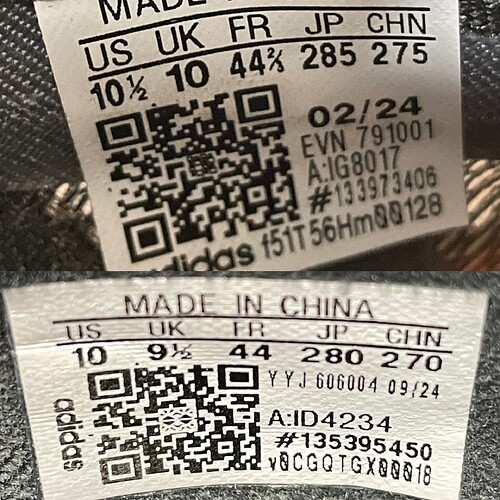 MADE
US UK FR JP CHN
10½ 10 44⅔ 285 275
02/24
EVN 791001
A:IG8017
#133973406
adidas f51T56Hm00128
MADE IN CHINA
US UK FR JP CHN
10 9½ 44 280 270
YYJ 606004 09/24
adidas
A:ID4234
#135395450
v0CGQTGX00018